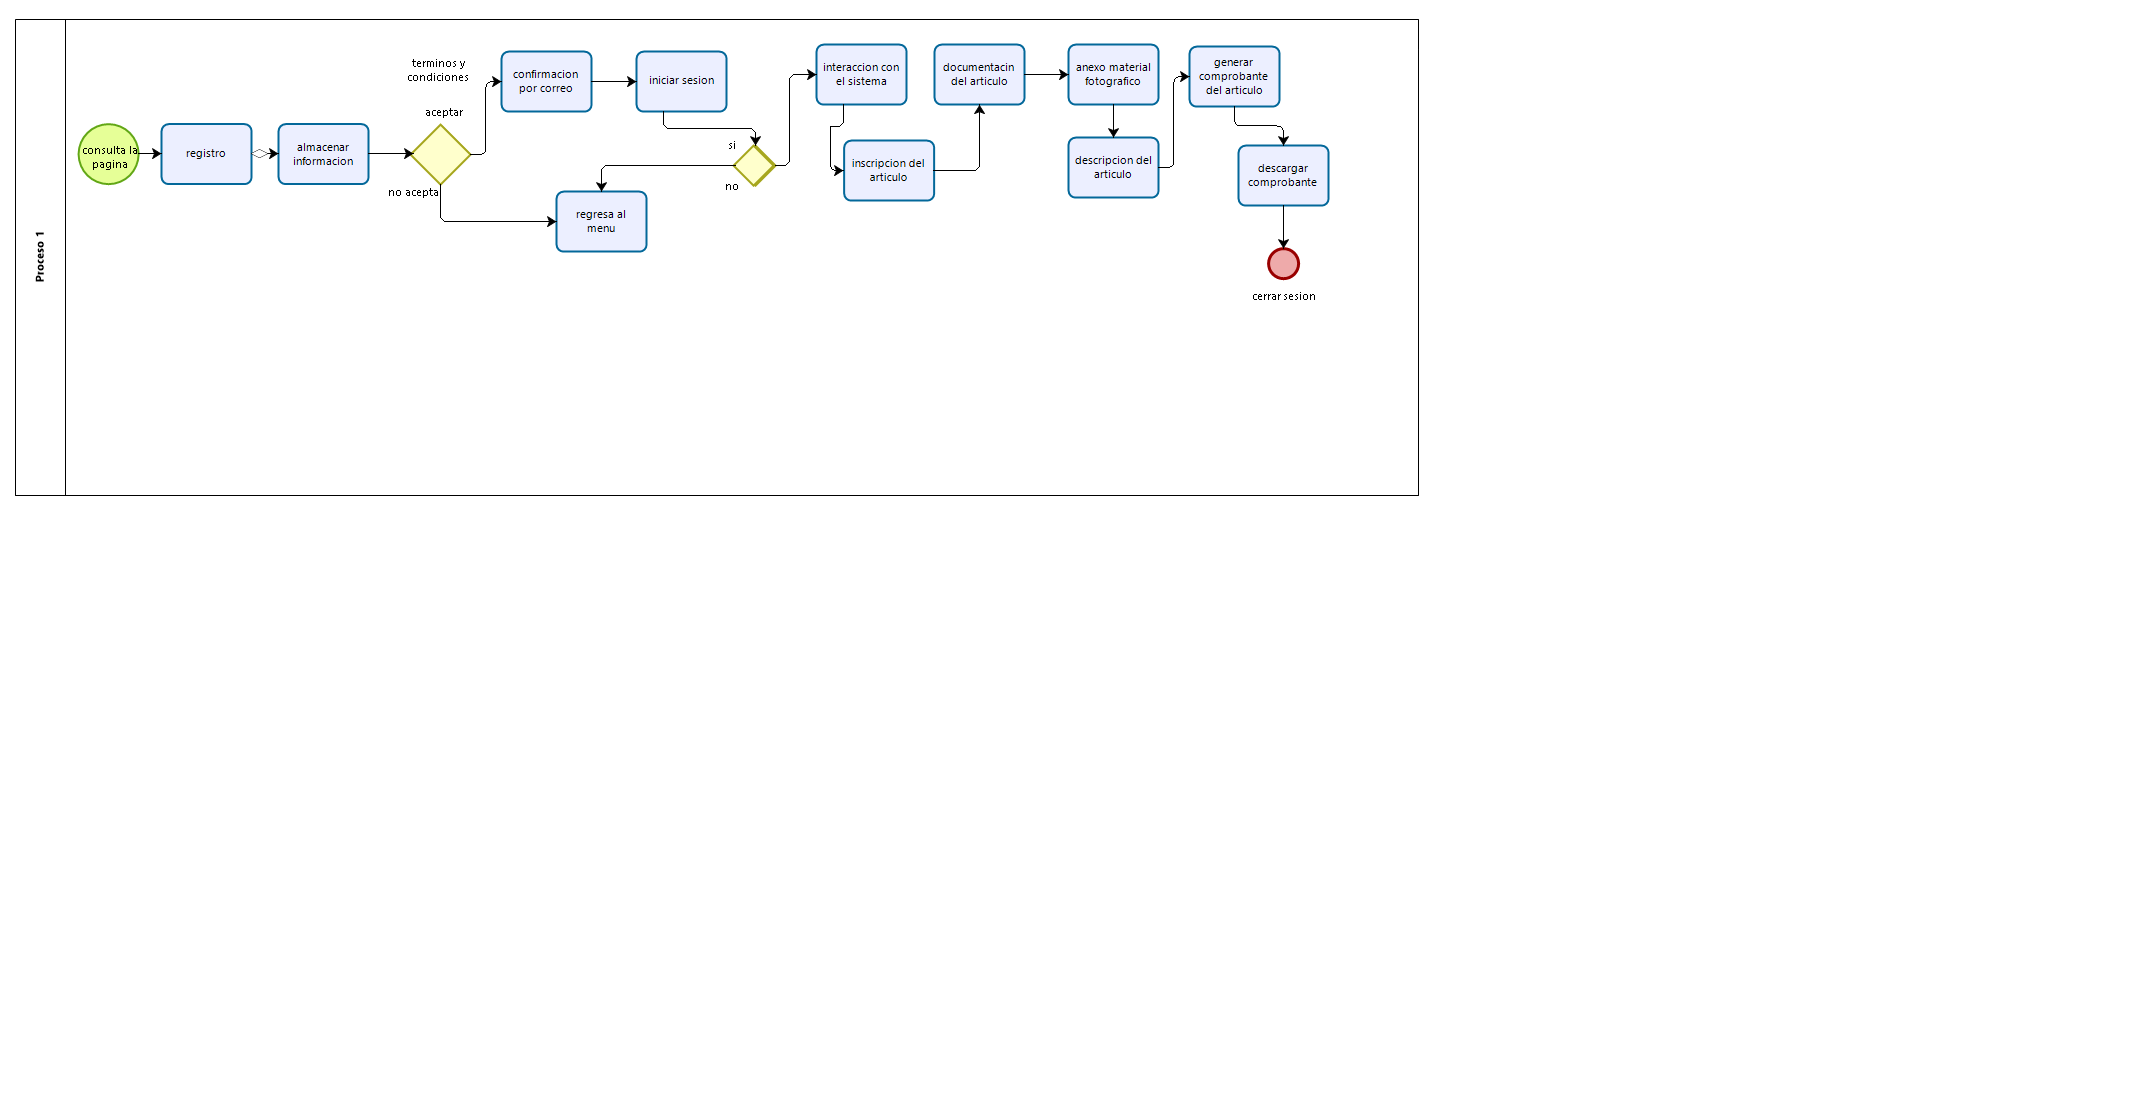 Proceso 1
consulta la
pagina
registro
almacenar
informacion
terminos y
condiciones
aceptar
no acepta
confirmacion
por correo
iniciar sesion
si
no
regresa al
menu
interaccion con
el sistema
inscripcion del
articulo
documentacin
del articulo
anexo material
fotografico
descripcion del
articulo
generar
comprobante
del articulo
descargar
comprobante
cerrar sesion